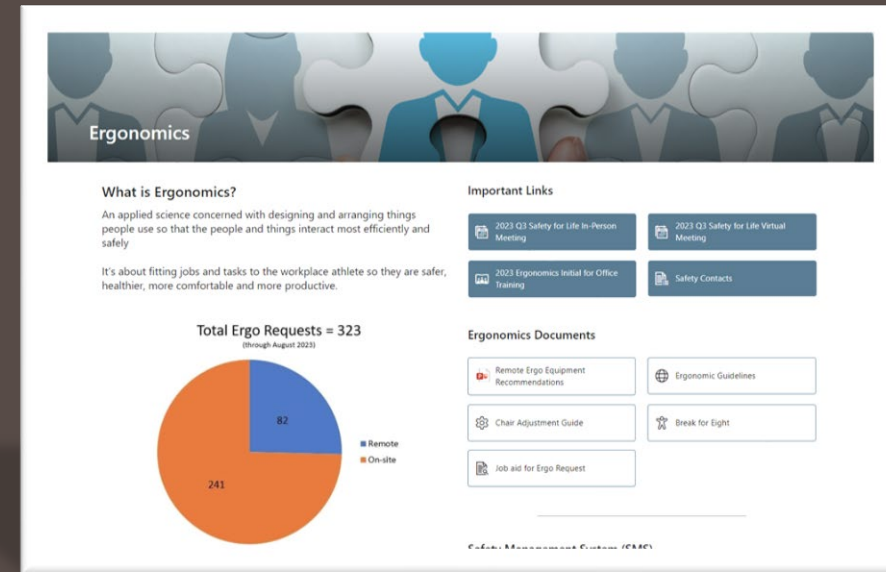 Ergonomics
What is Ergonomics?
An applied science concerned with designing and arranging things
people use so that the people and things interact most efficiently and
safely
It's about fitting jobs and tasks to the workplace athlete so they are safer,
healthier, more comfortable and more productive.
Total Ergo Requests = 323
(through August 2023)
82
241
Remote
On-site
Important Links
2023 Q3 Safety for Life In-Person
Meeting
2023 Q3 Safety for Life Virtual
Meeting
2023 Ergonomics Initial for Office
Training
Safety Contacts
Ergonomics Documents
Remote Ergo Equipment
Recommendations
Ergonomic Guidelines
Chair Adjustment Guide
Break for Eight
Job aid for Ergo Request
Safety Management System (SMS)